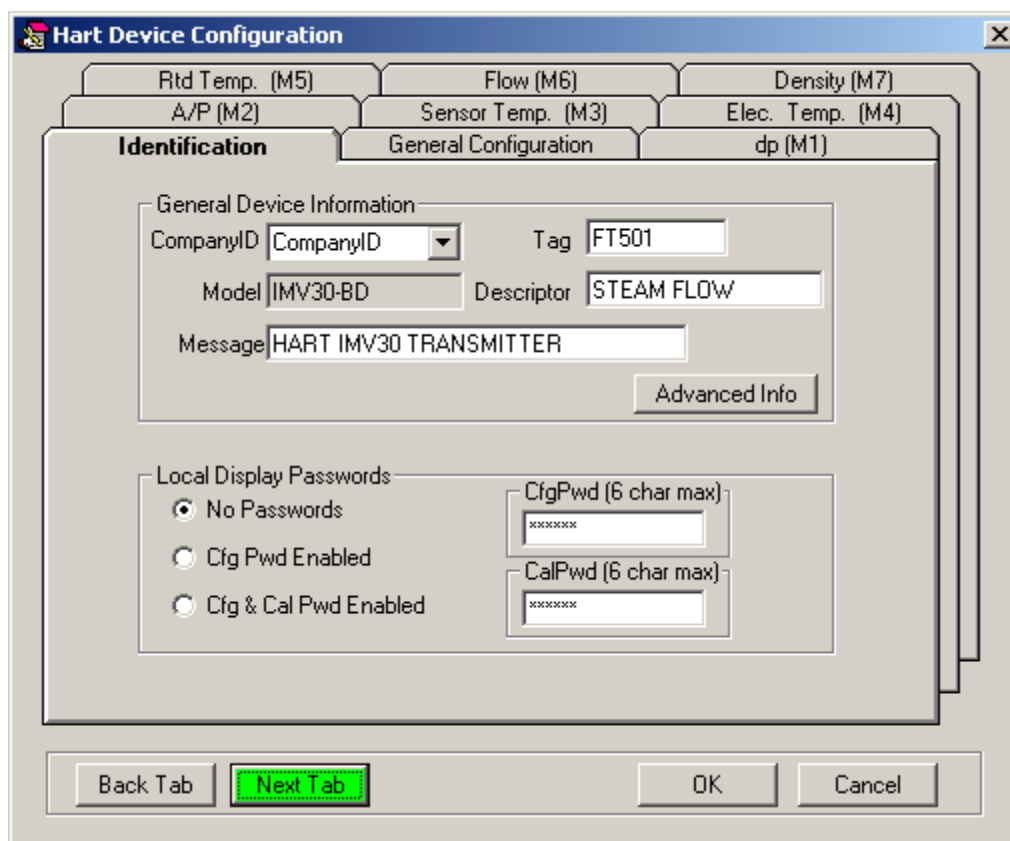 Hart Device Configuration
Rtd Temp. (M5) Flow (M6) Density (M7)
A/P (M2) Sensor Temp. (M3) Elec. Temp. (M4)
Identification General Configuration dp (M1)
General Device Information
CompanyID CompanyID Tag FT501
Model IMV30-BD Descriptor STEAM FLOW
Message HART IMV30 TRANSMITTER
Advanced Info
Local Display Passwords
No Passwords
Cfg Pwd Enabled
Cfg & Cal Pwd Enabled
CfgPwd (6 char max)
******
CalPwd (6 char max)
******
Back Tab Next Tab OK Cancel